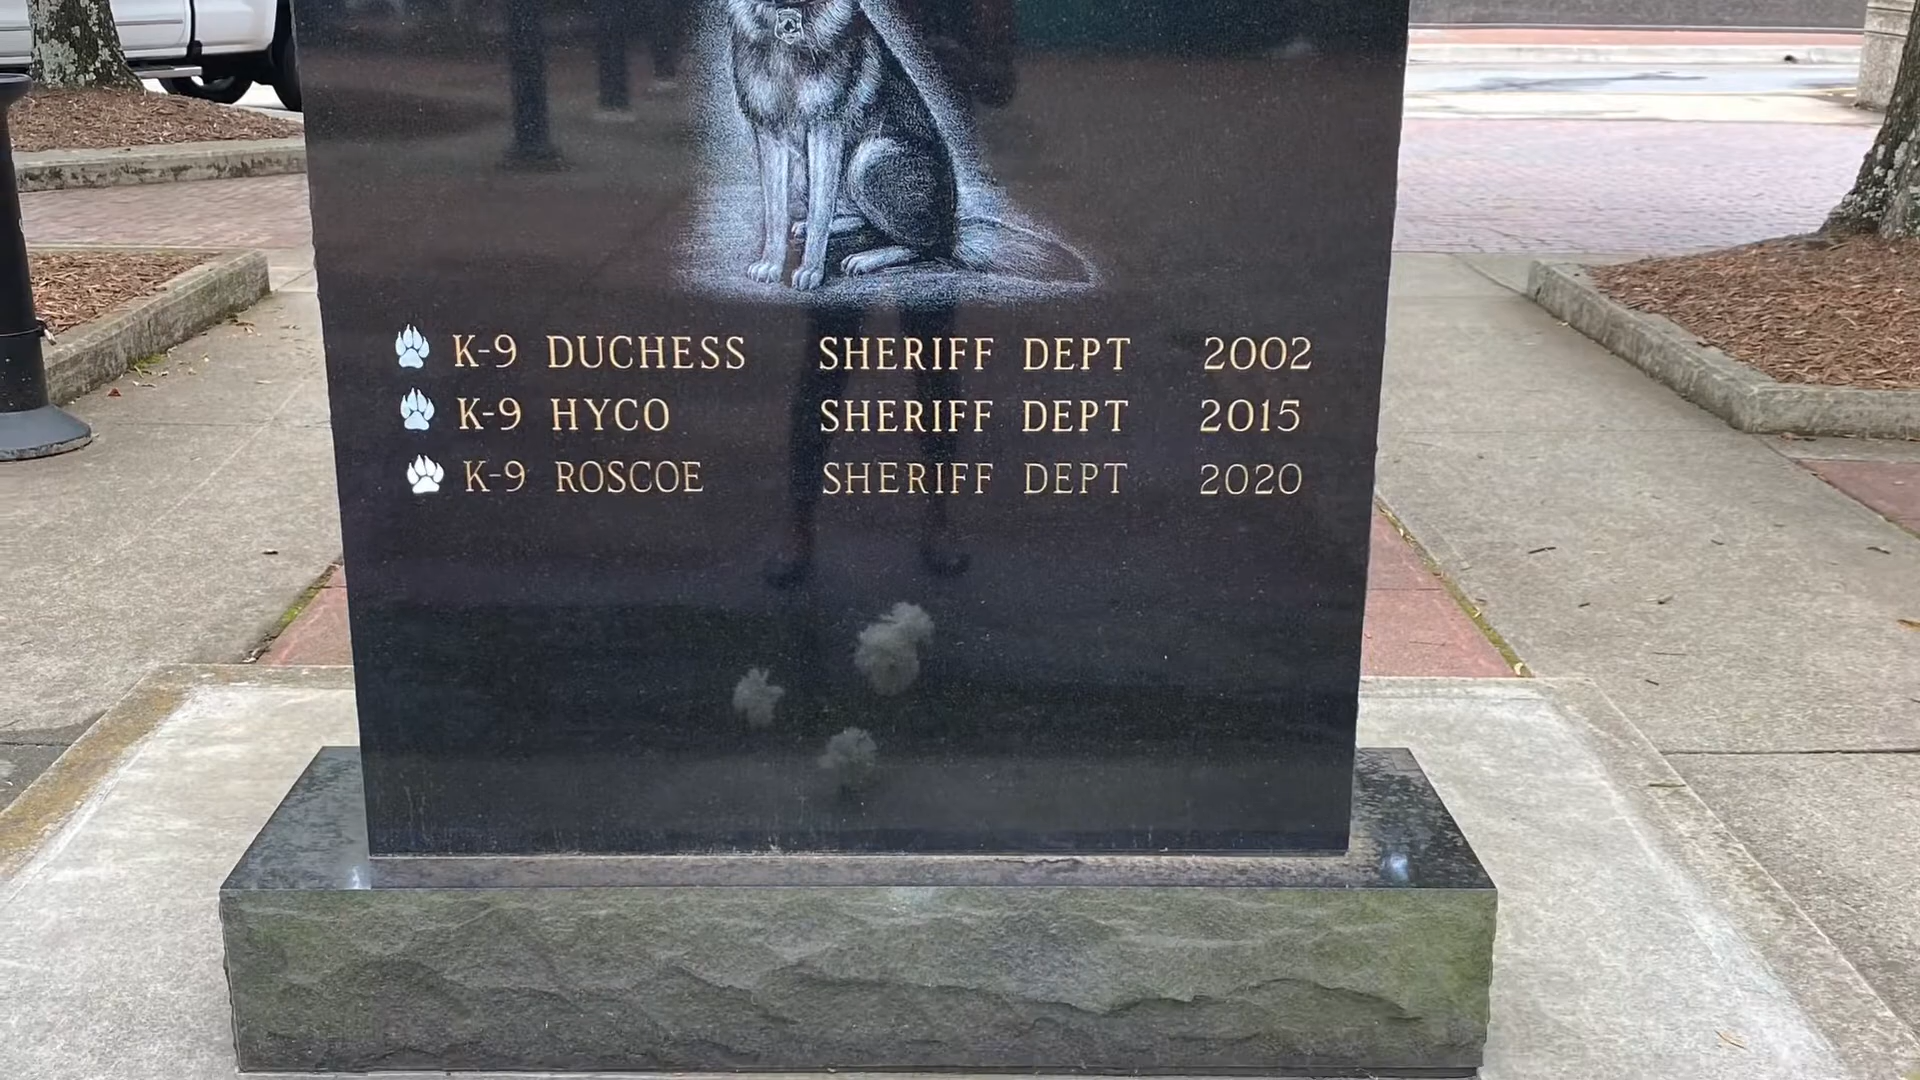 K-9 DUCHESS SHERIFF DEPT 2002
K-9 HYCO SHERIFF DEPT 2015
K-9 ROSCOE SHERIFF DEPT 2020